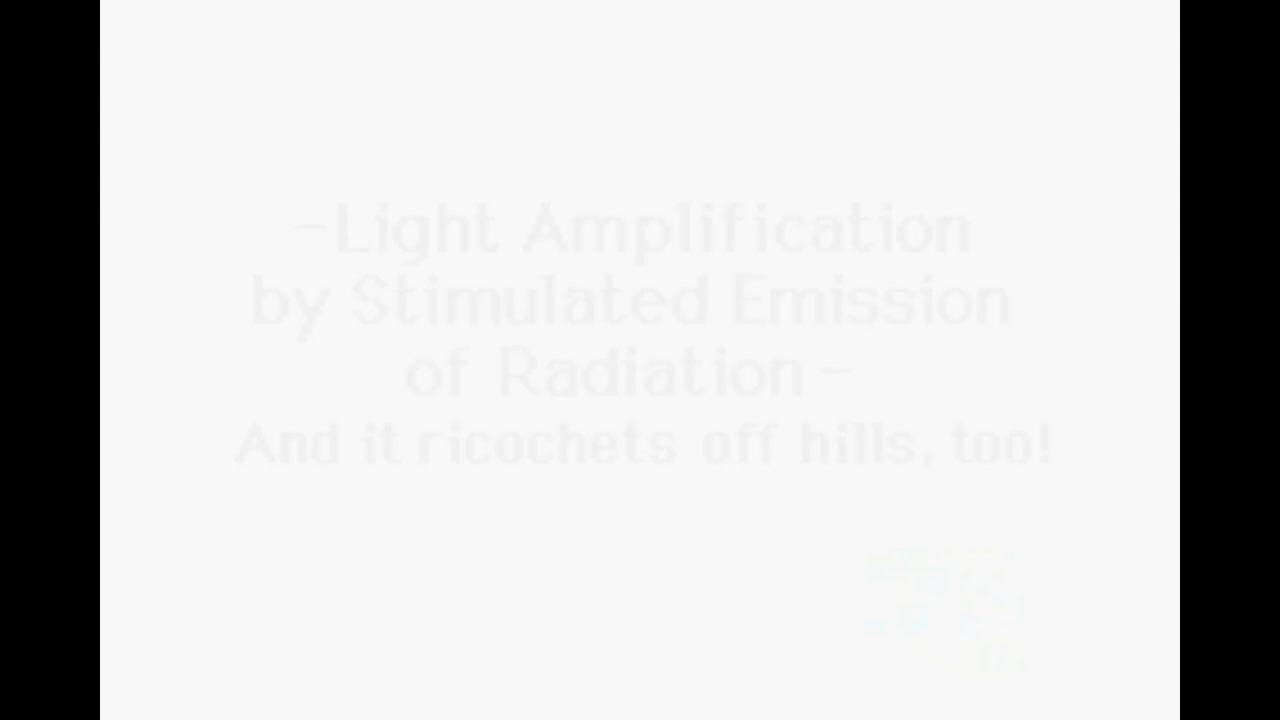 -Light Amplification
by Stimulated Emission
of Radiation-
And it ricochets off hills, too!